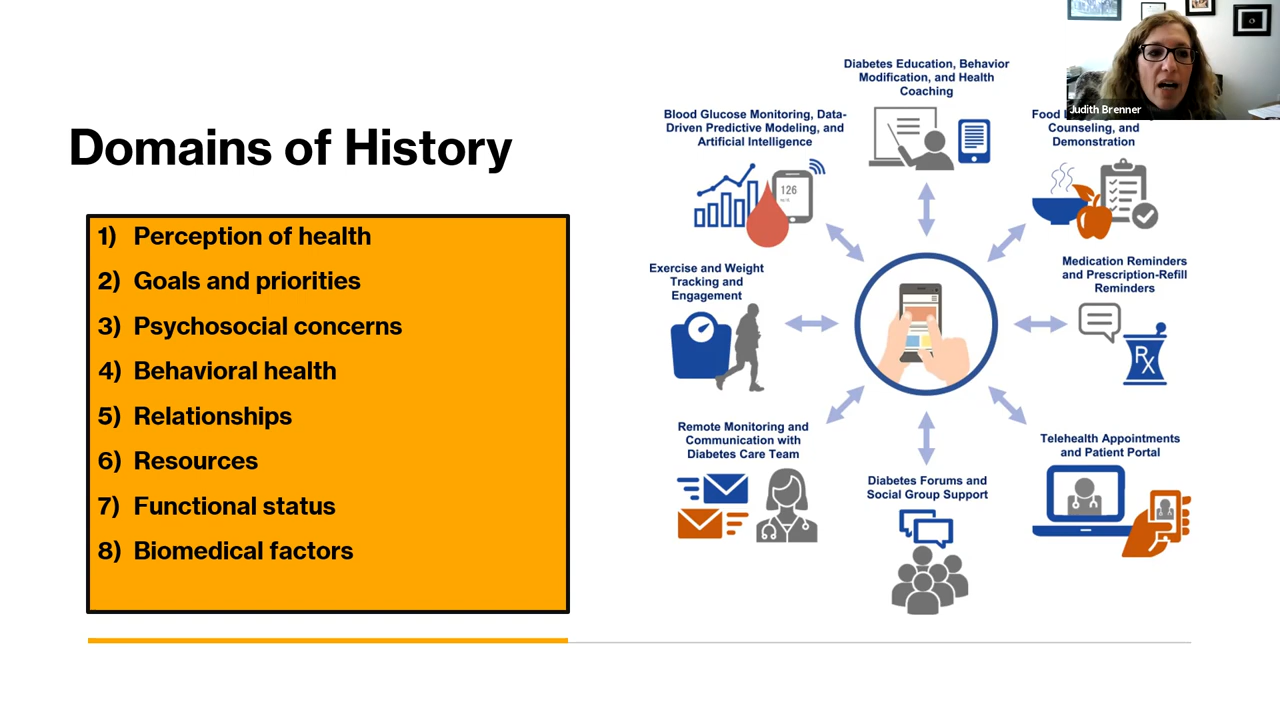 Domains of History
1) Perception of health
2) Goals and priorities
3) Psychosocial concerns
4) Behavioral health
5) Relationships
6) Resources
7) Functional status
8) Biomedical factors
Diabetes Education, Behavior
Modification, and Health
Coaching
Blood Glucose Monitoring, Data-
Driven Predictive Modeling, and
Artificial Intelligence
126
Food
Counseling, and
Demonstration
Exercise and Weight
Tracking and
Engagement
Medication Reminders
and Prescription-Refill
Reminders
Rx
Remote Monitoring and
Communication with
Diabetes Care Team
Diabetes Forums and
Social Group Support
Telehealth Appointments
and Patient Portal
Judith Brenner